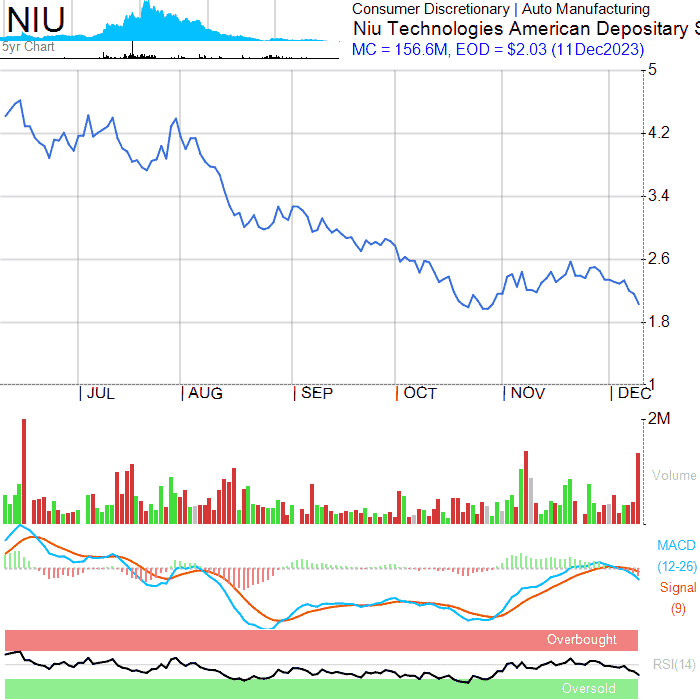 NIU
5yr Chart
Consumer Discretionary | Auto Manufacturing
Niu Technologies American Depositary S
MC = 156.6M, EOD = $2.03 (11Dec2023)
5
4.2
3.4
2.6
1.8
1
| JUL | AUG | SEP | OCT | NOV | DEC
2M
Volume
MACD
(12-26)
Signal
(9)
Overbought
RSI(14)
Oversold